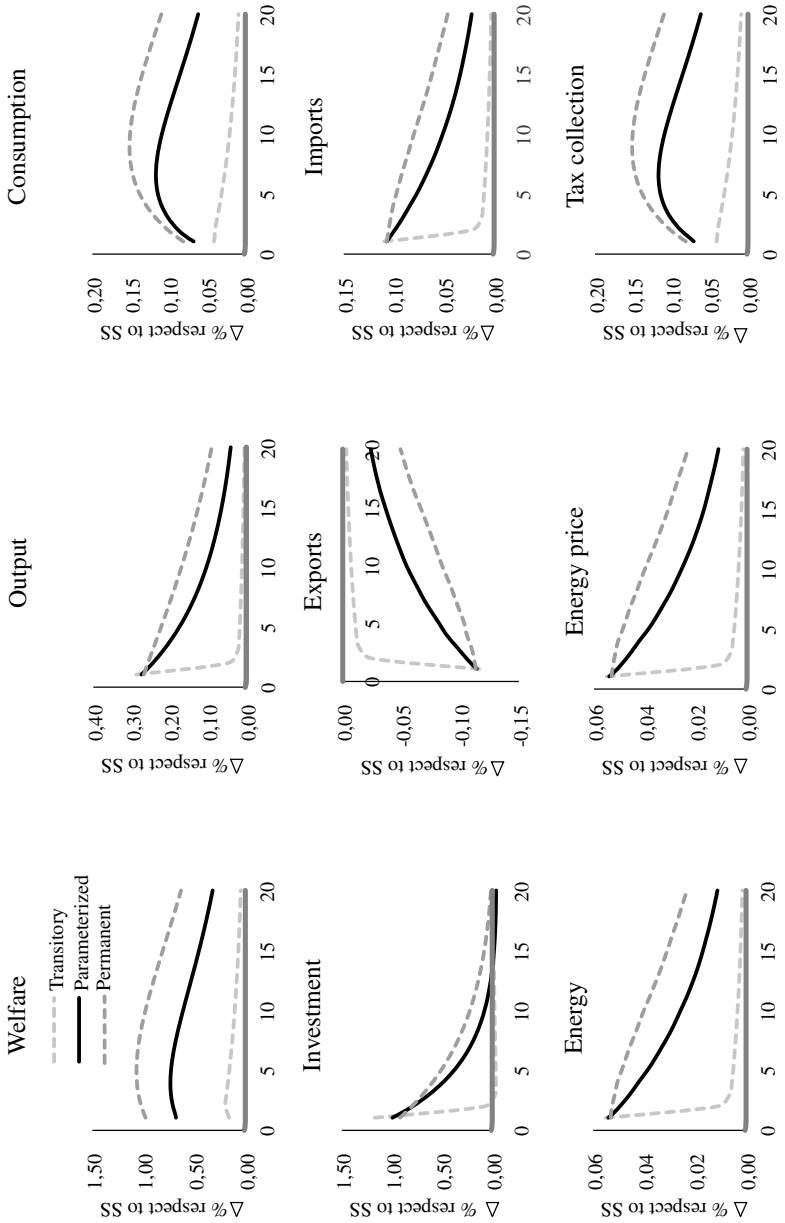 Welfare
Transitory
Parameterized
Permanent
Δ% respect to SS
1,50
1,00
0,50
0,00
0 5 10 15 20
Output
Δ% respect to SS
0,40
0,30
0,20
0,10
0,00
0 5 10 15 20
Consumption
Δ% respect to SS
0,20
0,15
0,10
0,05
0,00
0 5 10 15 20
Investment
Δ% respect to SS
1,50
1,00
0,50
0,00
0 5 10 15 20
Exports
Δ% respect to SS
0,00
-0,05
-0,10
-0,15
0 5 10 15 20
Imports
Δ% respect to SS
0,15
0,10
0,05
0,00
0 5 10 15 20
Energy
Δ% respect to SS
0,06
0,04
0,02
0,00
0 5 10 15 20
Energy price
Δ% respect to SS
0,06
0,04
0,02
0,00
0 5 10 15 20
Tax collection
Δ% respect to SS
0,20
0,15
0,10
0,05
0,00
0 5 10 15 20